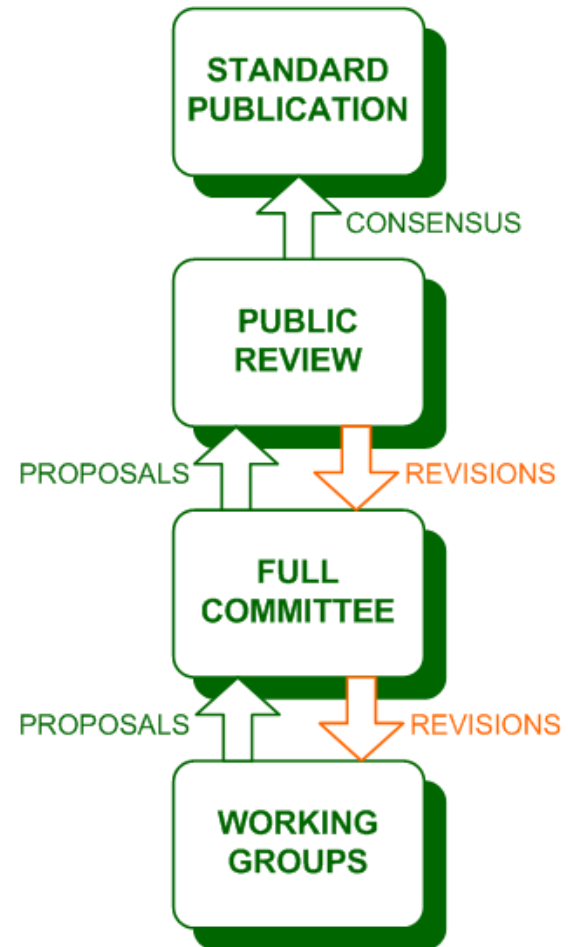 STANDARD
PUBLICATION
CONSENSUS
PUBLIC
REVIEW
PROPOSALS
REVISIONS
FULL
COMMITTEE
PROPOSALS
REVISIONS
WORKING
GROUPS